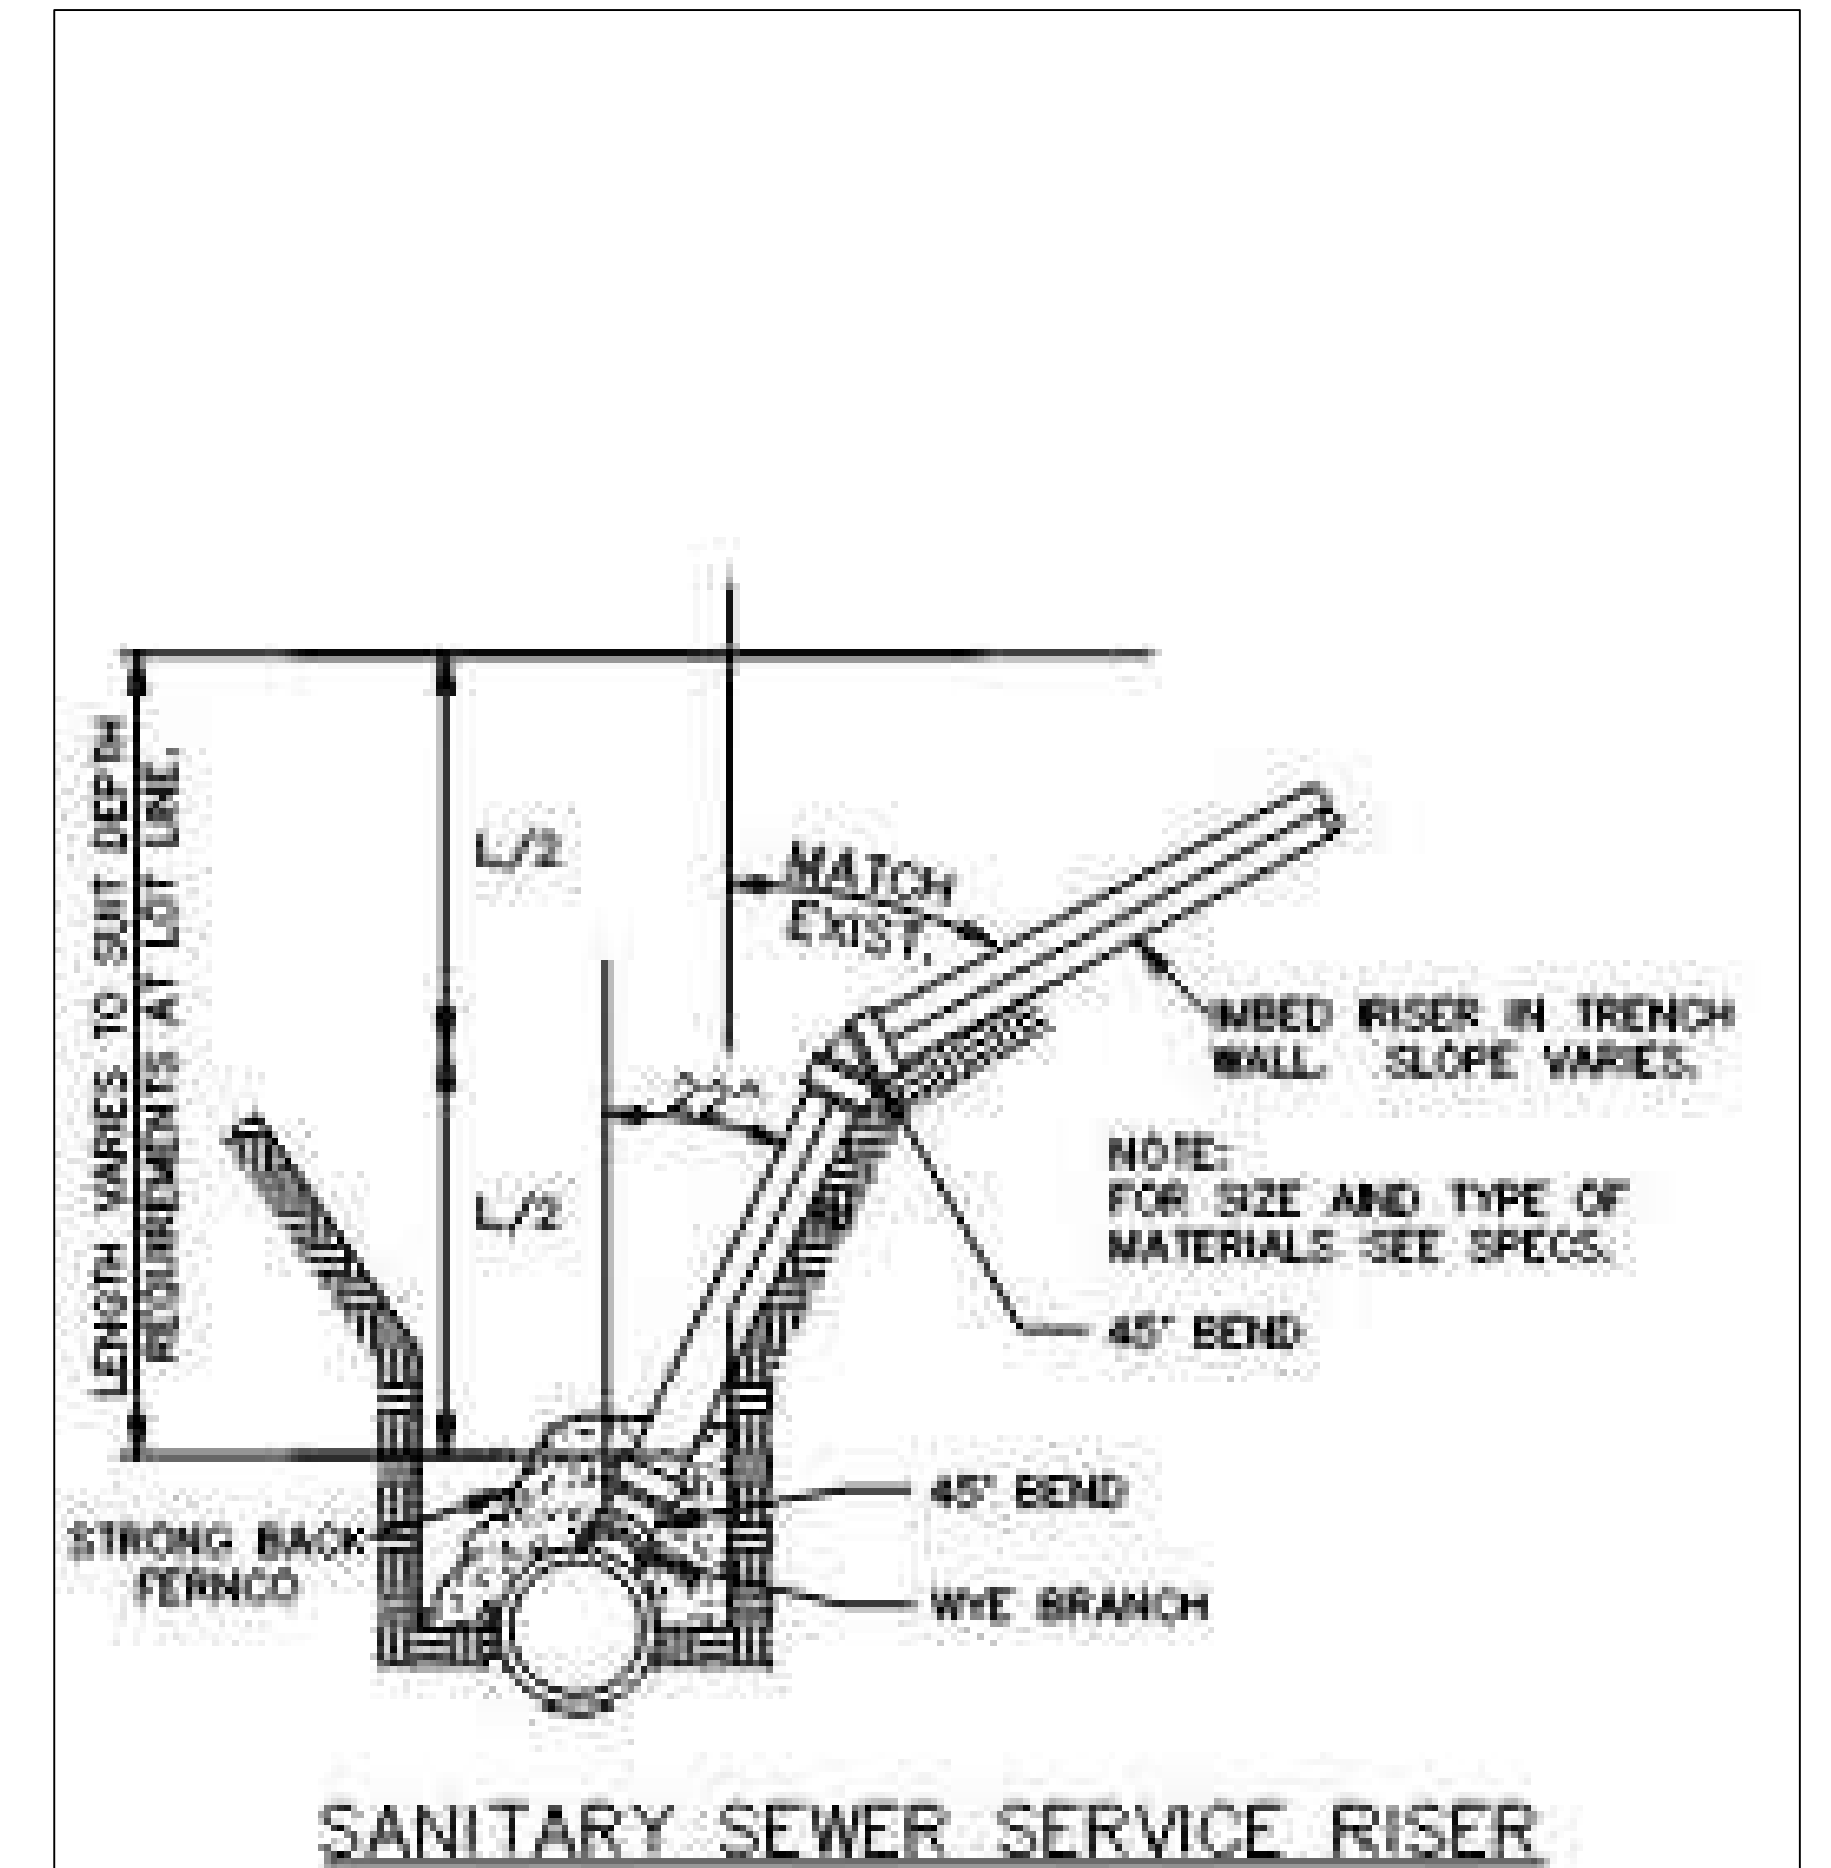 LENGTH VARIES TO SUIT DEPTH
REQUIREMENTS AT LOT LINE.
L/2
MATCH
EXIST.
IMBED RISER IN TRENCH
WALL. SLOPE VARIES.
NOTE:
FOR SIZE AND TYPE OF
MATERIALS SEE SPECS.
L/2
45° BEND
45° BEND
STRONG BACK
FERNCO
WYE BRANCH
SANITARY SEWER SERVICE RISER